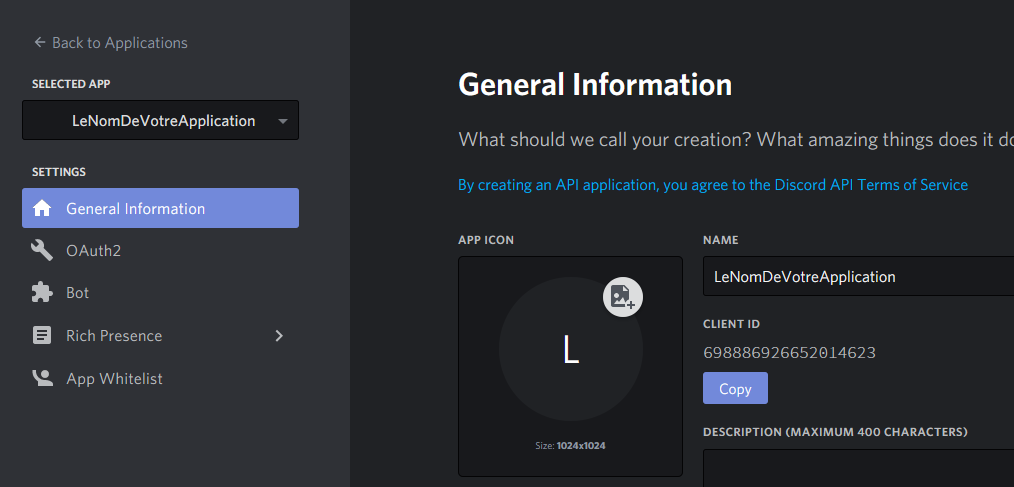 Back to Applications
SELECTED APP
LeNomDeVotreApplication
SETTINGS
General Information
OAuth2
Bot
Rich Presence
App Whitelist
General Information
What should we call your creation? What amazing things does it do
By creating an API application, you agree to the Discord API Terms of Service
APP ICON
L
Size: 1024x1024
NAME
LeNomDeVotreApplication
CLIENT ID
698886926652014623
Copy
DESCRIPTION (MAXIMUM 400 CHARACTERS)